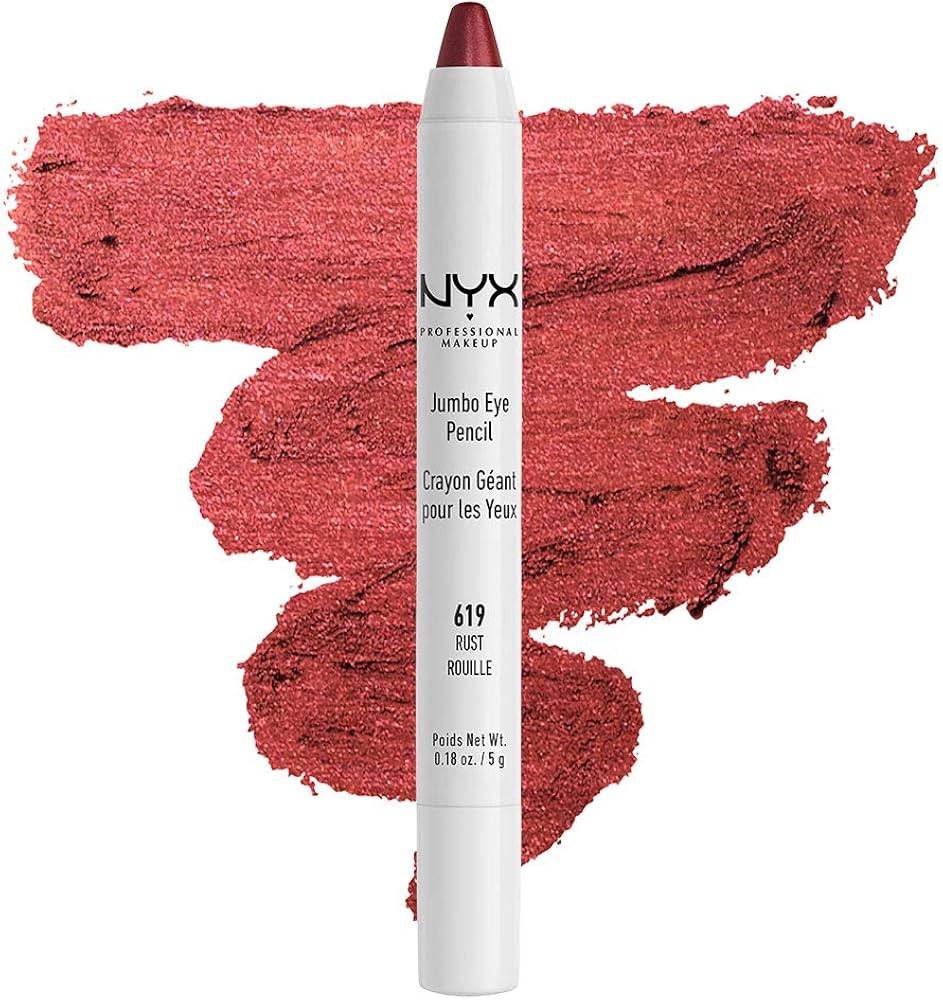 NYX
PROFESSIONAL
MAKEUP
Jumbo Eye
Pencil
Crayon Géant
pour les Yeux
619
RUST
ROUILLE
Poids Net Wt.
0.18 oz. / 5 g